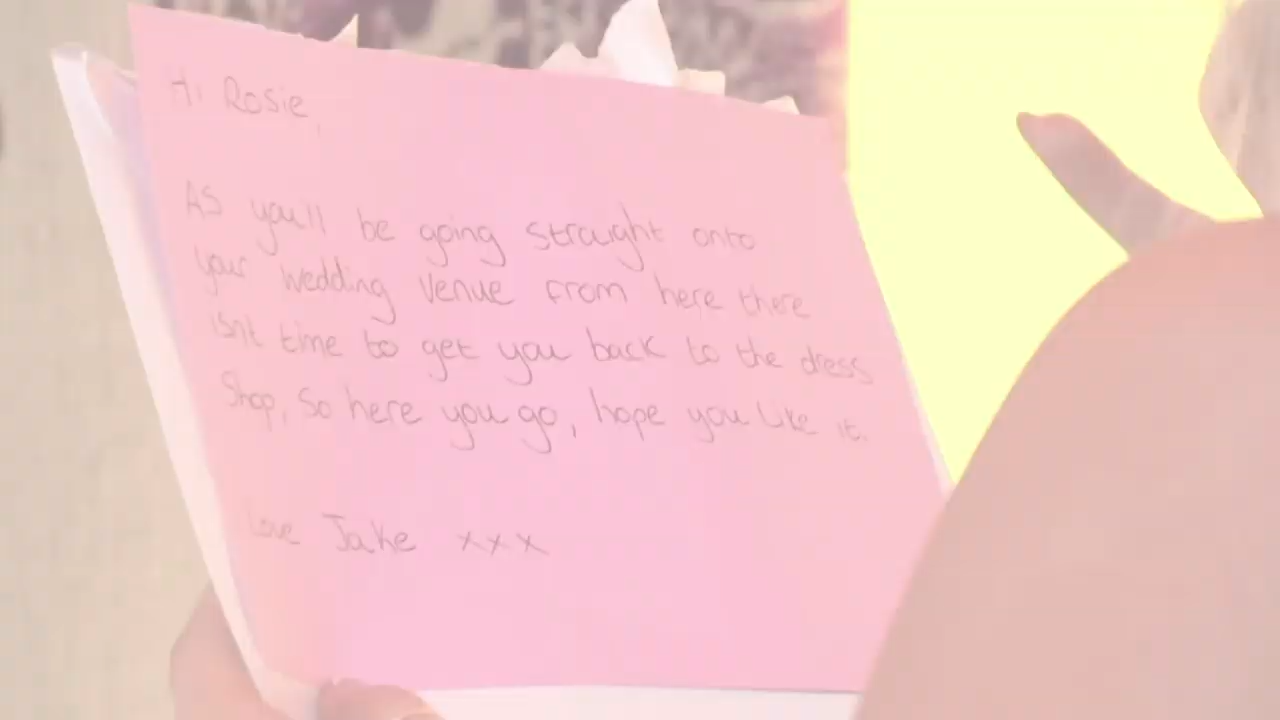 Hi Rosie,
As you'll be going straight onto
your wedding venue from here there
isnt time to get you back to the dress
Shop, So here you go, hope you like it.
Love Jake xxx